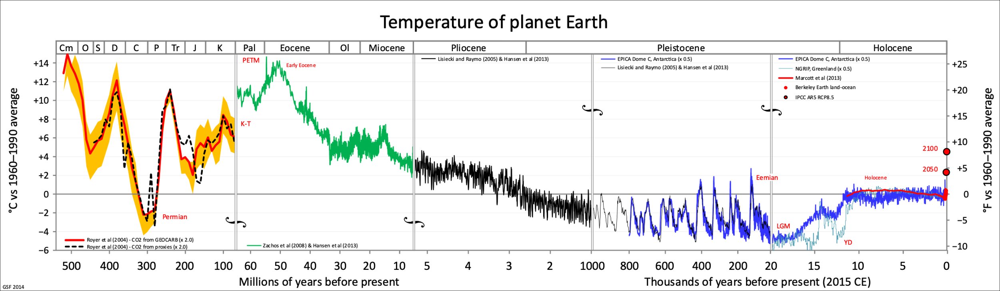 Temperature of planet Earth
Cm O S D C P Tr J K Pal Eocene Ol Miocene Pliocene Pleistocene Holocene
°C vs 1960–1990 average
+14
+12
+10
+8
+6
+4
+2
0
−2
−4
−6
PETM
Early Eocene
K-T
Permian
Royer et al (2004) - CO2 from GEOCARB (x 2.0)
Royer et al (2004) - CO2 from proxies (x 2.0)
Zachos et al (2008) & Hansen et al (2013)
Lisiecki and Raymo (2005) & Hansen et al (2013)
EPICA Dome C, Antarctica (x 0.5)
Lisiecki and Raymo (2005) & Hansen et al (2013)
Eemian
EPICA Dome C, Antarctica (x 0.5)
NGRIP, Greenland (x 0.5)
Marcott et al (2013)
Berkeley Earth land-ocean
IPCC AR5 RCP8.5
2100
2050
Holocene
LGM
YD
+25
+20
+15
+10
+5
0
−5
−10
°F vs 1960–1990 average
500 400 300 200 100 60 50 40 30 20 10 5 4 3 2 1000 800 600 400 200 20 15 10 5 0
Millions of years before present
Thousands of years before present (2015 CE)
GSF 2014